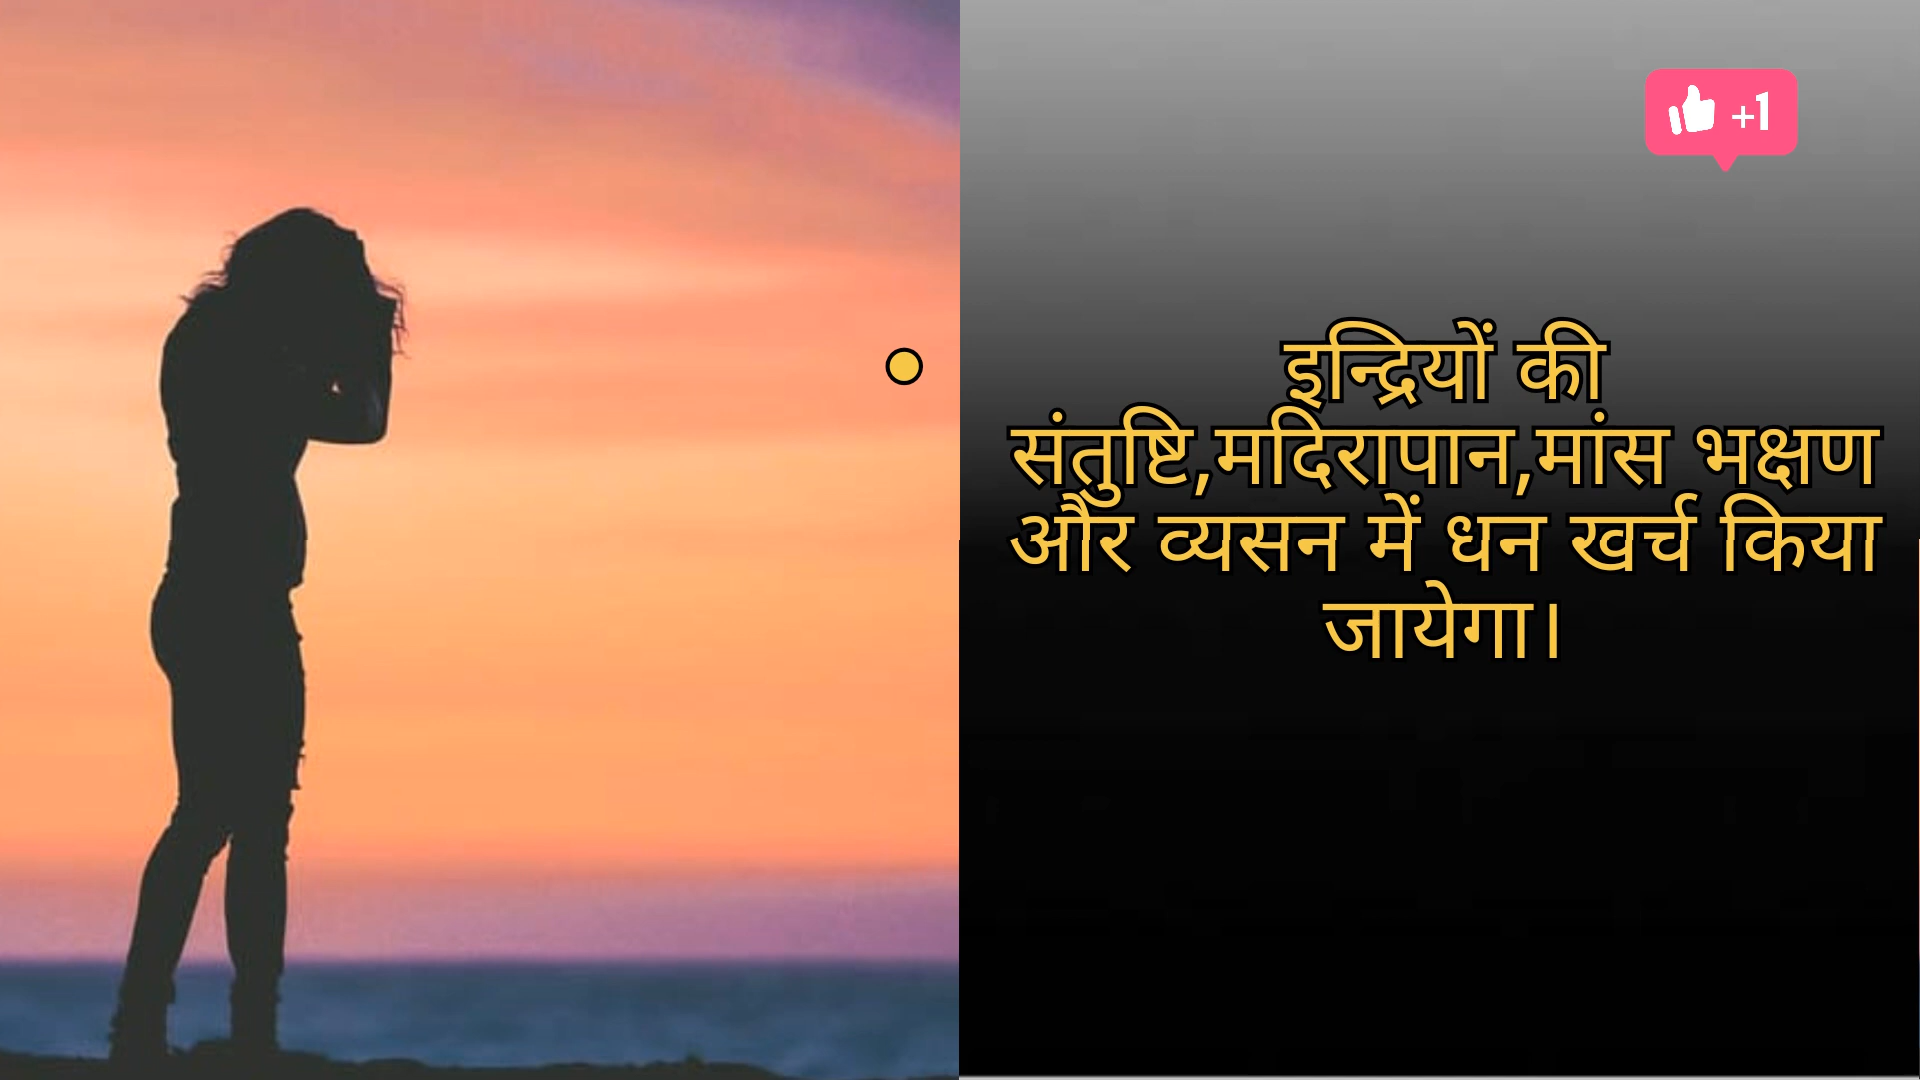 +1
इन्द्रियों की
संतुष्टि,मदिरापान,मांस भक्षण
और व्यसन में धन खर्च किया
जायेगा।